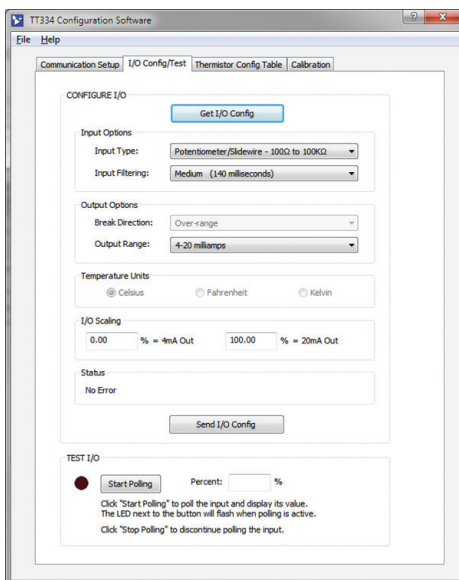 TT334 Configuration Software
File Help
Communication Setup I/O Config/Test Thermistor Config Table Calibration
CONFIGURE I/O
Get I/O Config
Input Options
Input Type: Potentiometer/Slidewire - 100Ω to 100KΩ
Input Filtering: Medium (140 milliseconds)
Output Options
Break Direction: Over-range
Output Range: 4-20 milliamps
Temperature Units
Celsius Fahrenheit Kelvin
I/O Scaling
0.00 % = 4mA Out 100.00 % = 20mA Out
Status
No Error
Send I/O Config
TEST I/O
Start Polling Percent: %
Click "Start Polling" to poll the input and display its value.
The LED next to the button will flash when polling is active.
Click "Stop Polling" to discontinue polling the input.